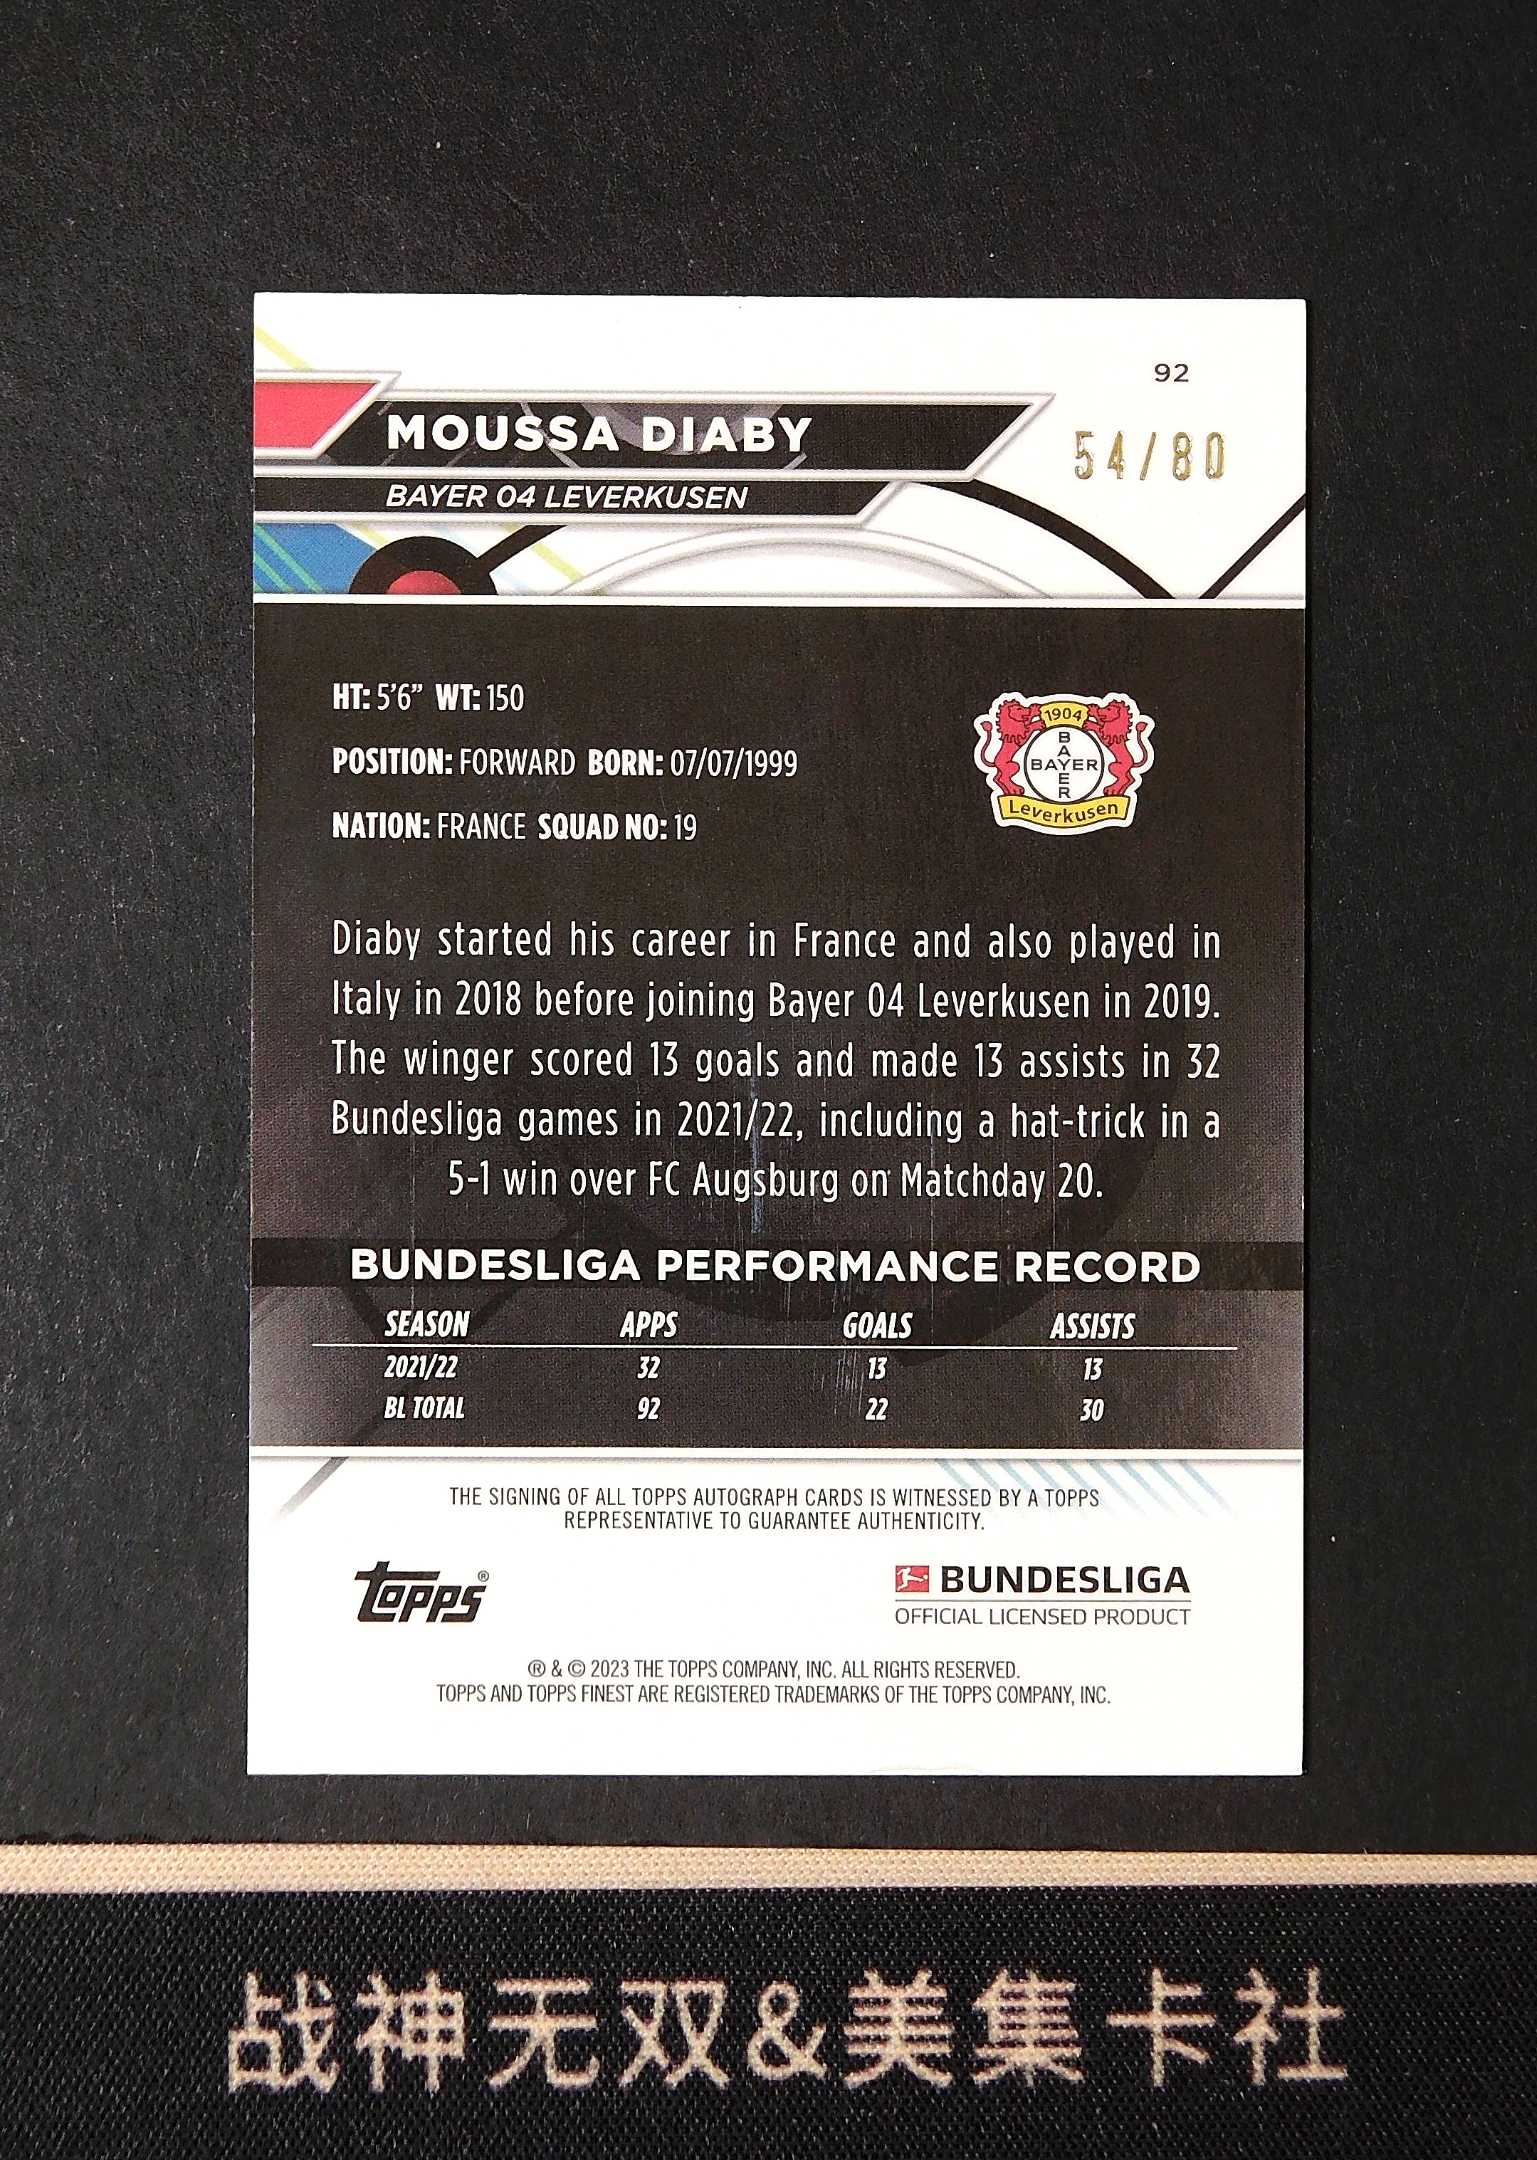 92
MOUSSA DIABY
54/80
BAYER 04 LEVERKUSEN
HT: 5'6" WT: 150
POSITION: FORWARD BORN: 07/07/1999
NATION: FRANCE SQUAD NO: 19
1904
BAYER
BAYER
Leverkusen
Diaby started his career in France and also played in
Italy in 2018 before joining Bayer 04 Leverkusen in 2019.
The winger scored 13 goals and made 13 assists in 32
Bundesliga games in 2021/22, including a hat-trick in a
5-1 win over FC Augsburg on Matchday 20.
BUNDESLIGA PERFORMANCE RECORD
SEASON APPS GOALS ASSISTS
2021/22 32 13 13
BL TOTAL 92 22 30
THE SIGNING OF ALL TOPPS AUTOGRAPH CARDS IS WITNESSED BY A TOPPS
REPRESENTATIVE TO GUARANTEE AUTHENTICITY.
topps®
BUNDESLIGA
OFFICIAL LICENSED PRODUCT
® & © 2023 THE TOPPS COMPANY, INC. ALL RIGHTS RESERVED.
TOPPS AND TOPPS FINEST ARE REGISTERED TRADEMARKS OF THE TOPPS COMPANY, INC.
战神无双&美集卡社